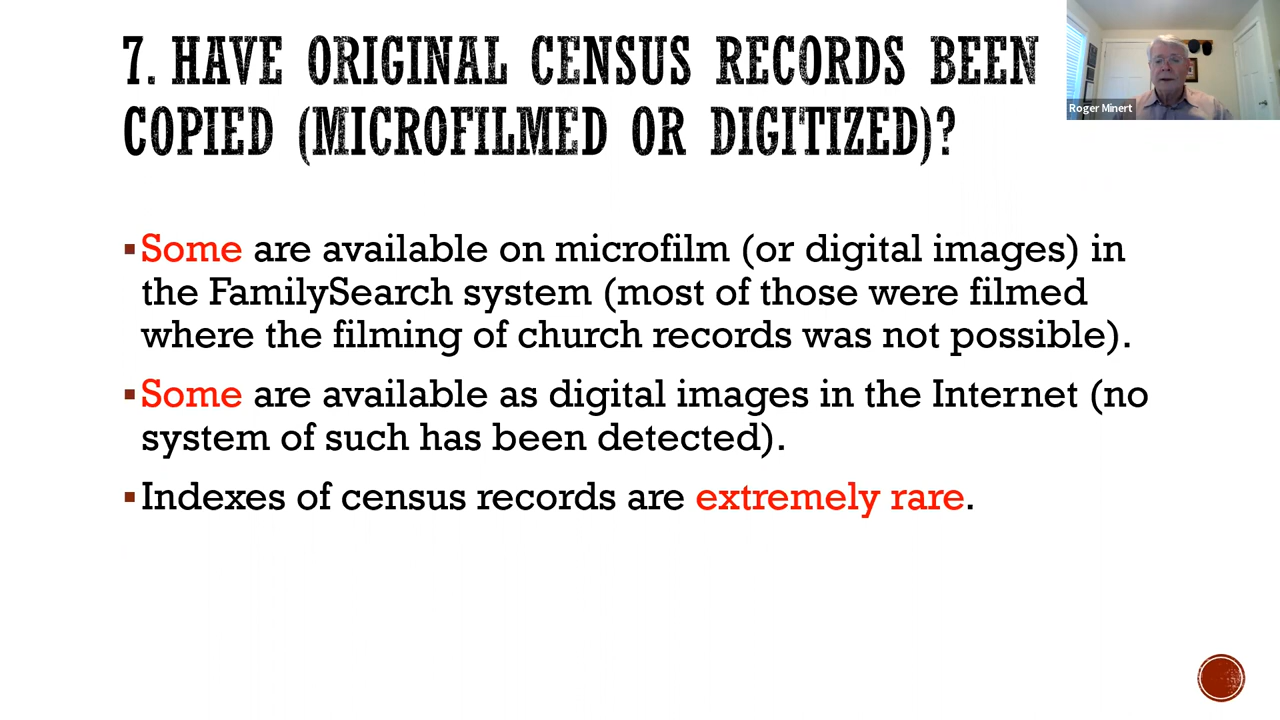 7. HAVE ORIGINAL CENSUS RECORDS BEEN
COPIED (MICROFILMED OR DIGITIZED)?
Roger Minert
▪Some are available on microfilm (or digital images) in
the FamilySearch system (most of those were filmed
where the filming of church records was not possible).
▪Some are available as digital images in the Internet (no
system of such has been detected).
▪Indexes of census records are extremely rare.